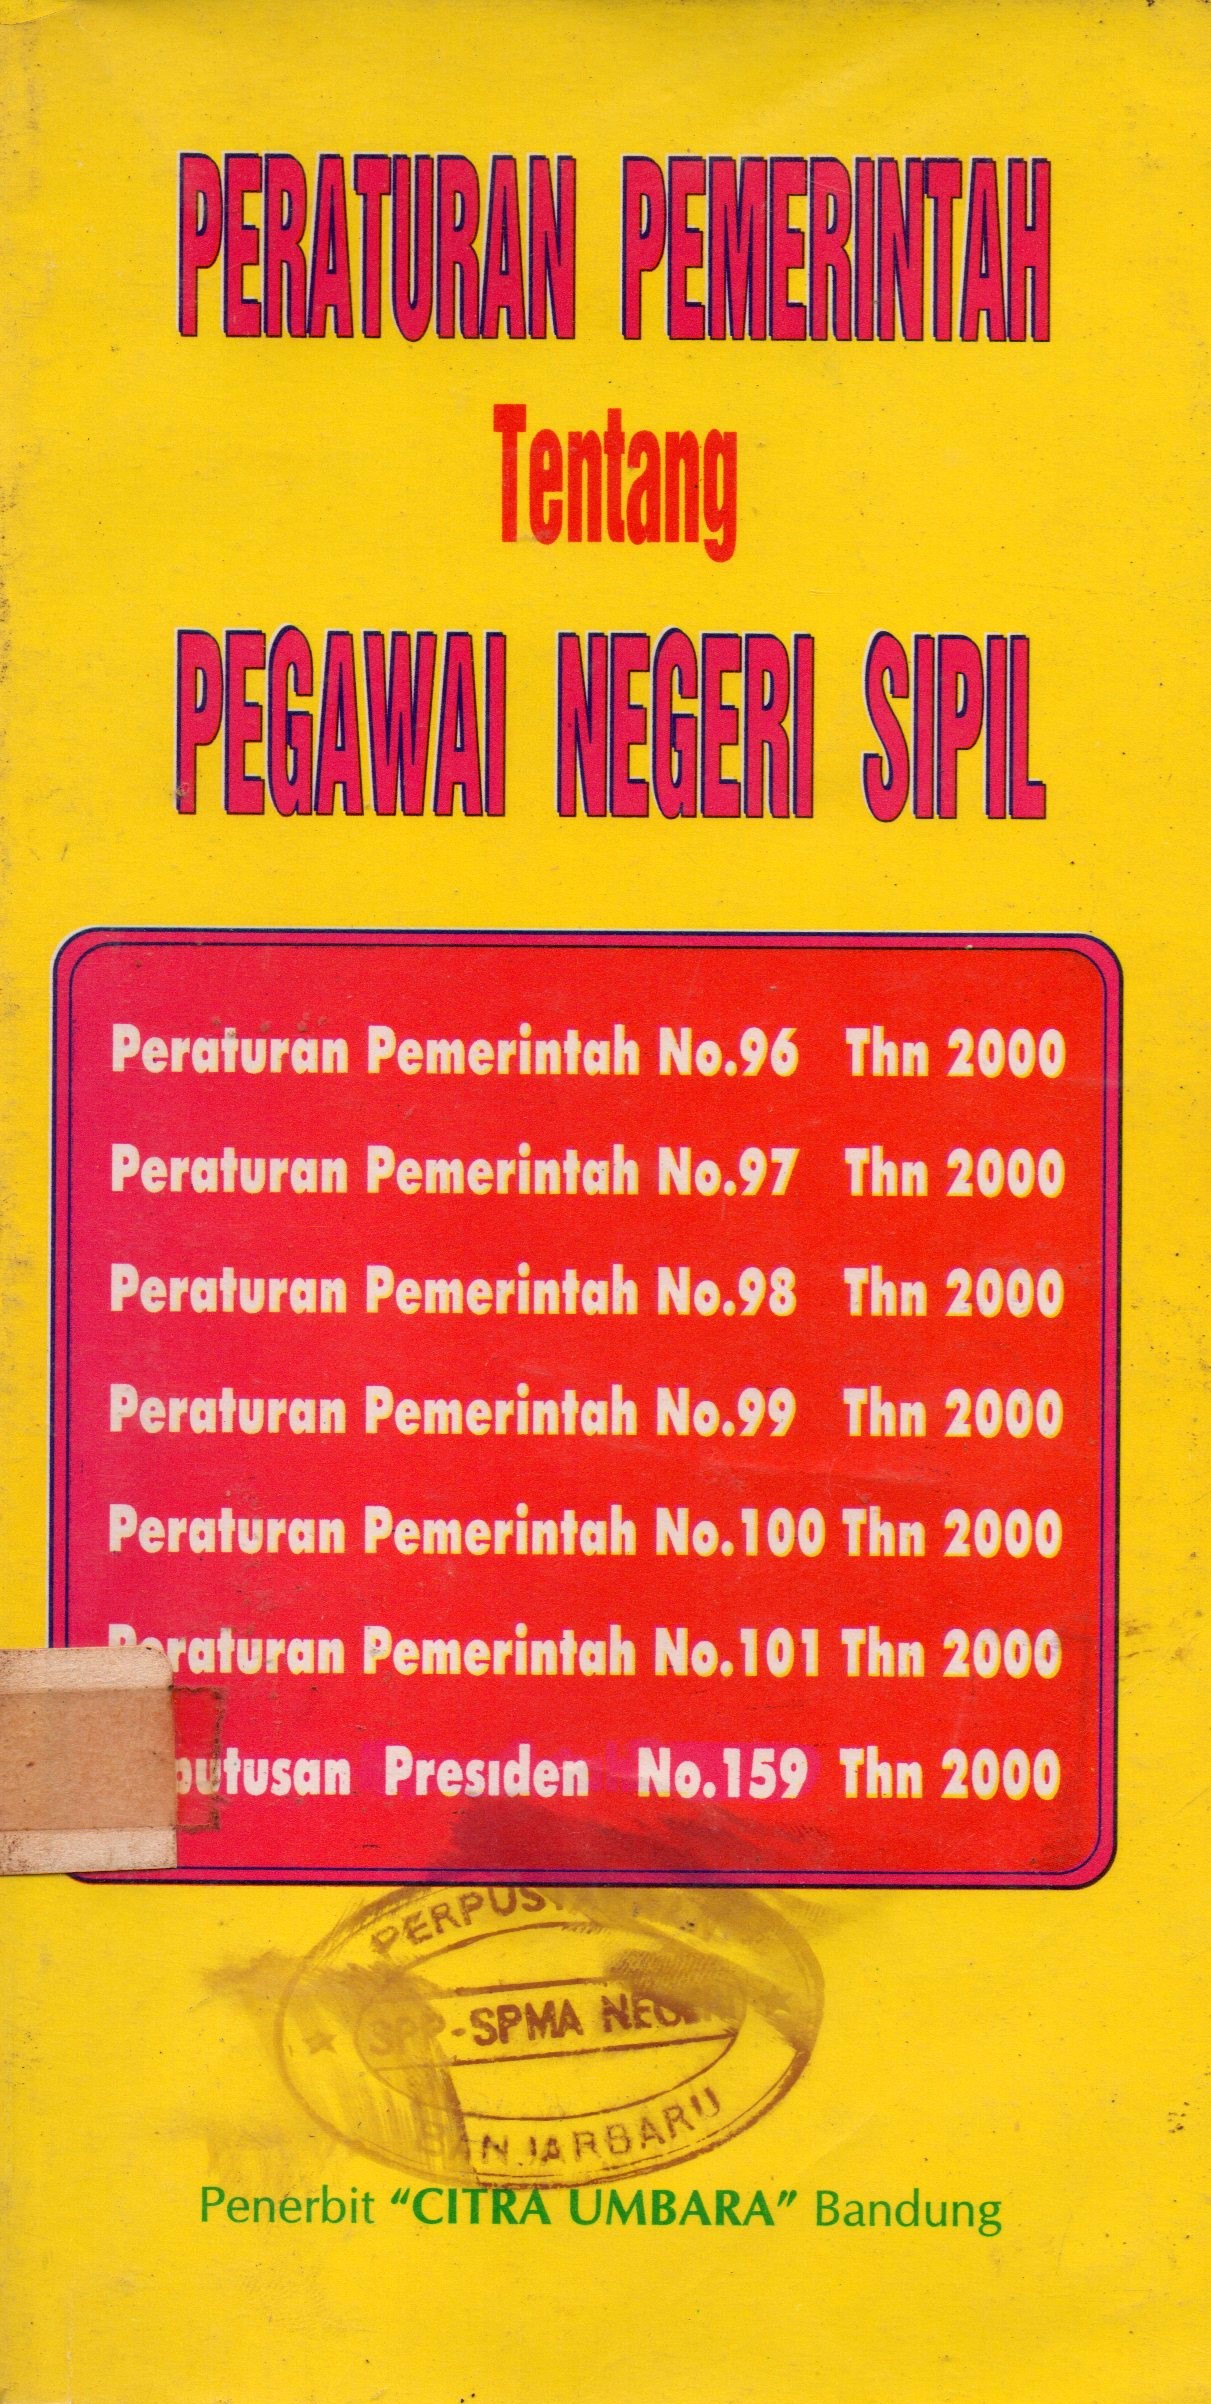 PERATURAN PEMERINTAH
Tentang
PEGAWAI NEGERI SIPIL
Peraturan Pemerintah No.96 Thn 2000
Peraturan Pemerintah No.97 Thn 2000
Peraturan Pemerintah No.98 Thn 2000
Peraturan Pemerintah No.99 Thn 2000
Peraturan Pemerintah No.100 Thn 2000
Peraturan Pemerintah No.101 Thn 2000
putusan Presiden No.159 Thn 2000
SPP-SPMA
BANJARBARU
Penerbit “CITRA UMBARA” Bandung